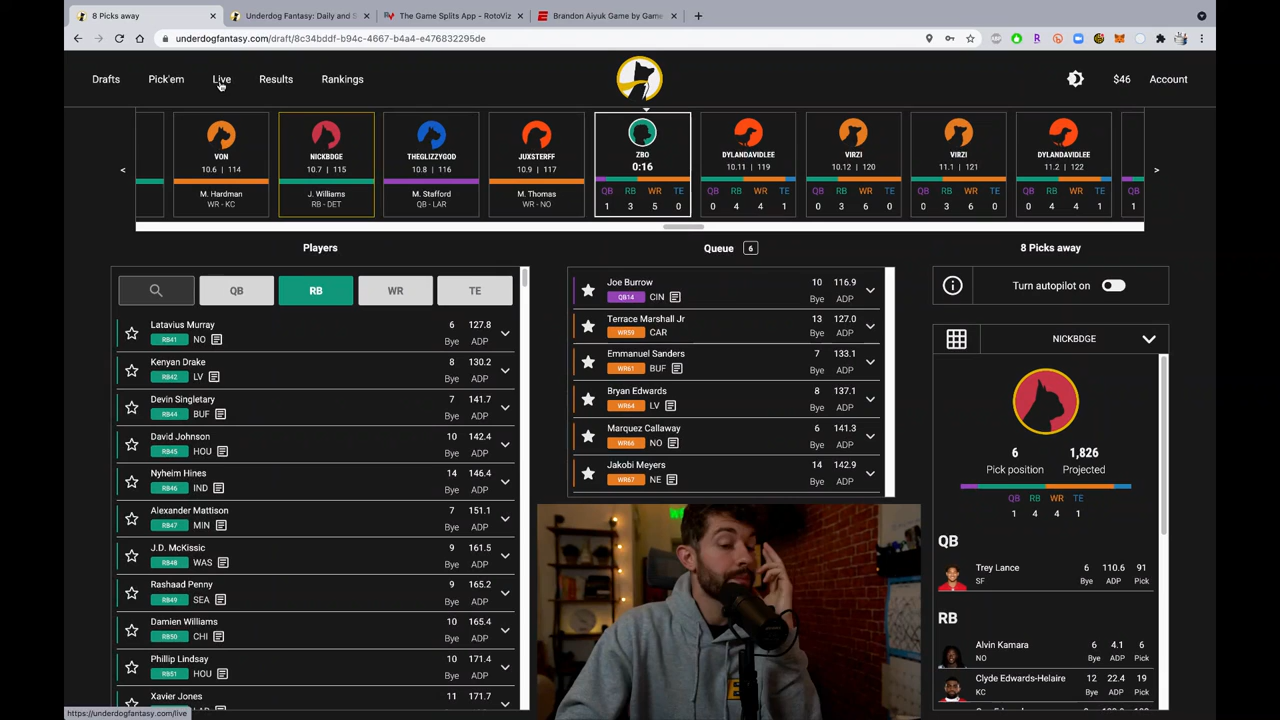 8 Picks away
Underdog Fantasy: Daily and S
The Game Splits App - RotoViz
Brandon Aiyuk Game by Game
underdogfantasy.com/draft/8c34bddf-b94c-4667-b4a4-e476832295de
Drafts Pick'em Live Results Rankings $46 Account
VON NICKBDGE THEGLIZZYGOD JUXSTERFF ZBO DYLANDAVIDLEE VIRZI VIRZI DYLANDAVIDLEE
10.6 | 114 10.7 | 115 10.8 | 116 10.9 | 117 0:16 10.11 | 119 10.12 | 120 11.1 | 121 11.2 | 122
M. Hardman J. Williams M. Stafford M. Thomas QB RB WR TE QB RB WR TE QB RB WR TE QB RB WR TE QB RB WR TE
WR - KC RB - DET QB - LAR WR - NO 1 3 5 0 0 4 4 1 0 3 6 0 0 3 6 0 0 4 4 1
Players
QB RB WR TE
Latavius Murray 6 127.8
RB41 NO Bye ADP
Kenyan Drake 8 130.2
RB42 LV Bye ADP
Devin Singletary 7 141.7
RB44 BUF Bye ADP
David Johnson 10 142.4
RB45 HOU Bye ADP
Nyheim Hines 14 146.4
RB46 IND Bye ADP
Alexander Mattison 7 151.1
RB47 MIN Bye ADP
J.D. McKissic 9 161.5
RB48 WAS Bye ADP
Rashaad Penny 9 165.2
RB49 SEA Bye ADP
Damien Williams 10 165.4
RB50 CHI Bye ADP
Phillip Lindsay 10 171.4
RB51 HOU Bye ADP
Xavier Jones 11 171.7
Queue 6
Joe Burrow 10 116.9
QB14 CIN Bye ADP
Terrace Marshall Jr 13 127.0
WR59 CAR Bye ADP
Emmanuel Sanders 7 133.1
WR61 BUF Bye ADP
Bryan Edwards 8 137.1
WR64 LV Bye ADP
Marquez Callaway 6 141.3
WR66 NO Bye ADP
Jakobi Meyers 14 142.9
WR67 NE Bye ADP
8 Picks away
Turn autopilot on
NICKBDGE
6 1,826
Pick position Projected
QB RB WR TE
1 4 4 1
QB
Trey Lance 6 110.6 91
SF Bye ADP Pick
RB
Alvin Kamara 6 4.1 6
NO Bye ADP Pick
Clyde Edwards-Helaire 12 22.4 19
KC Bye ADP Pick
https://underdogfantasy.com/live